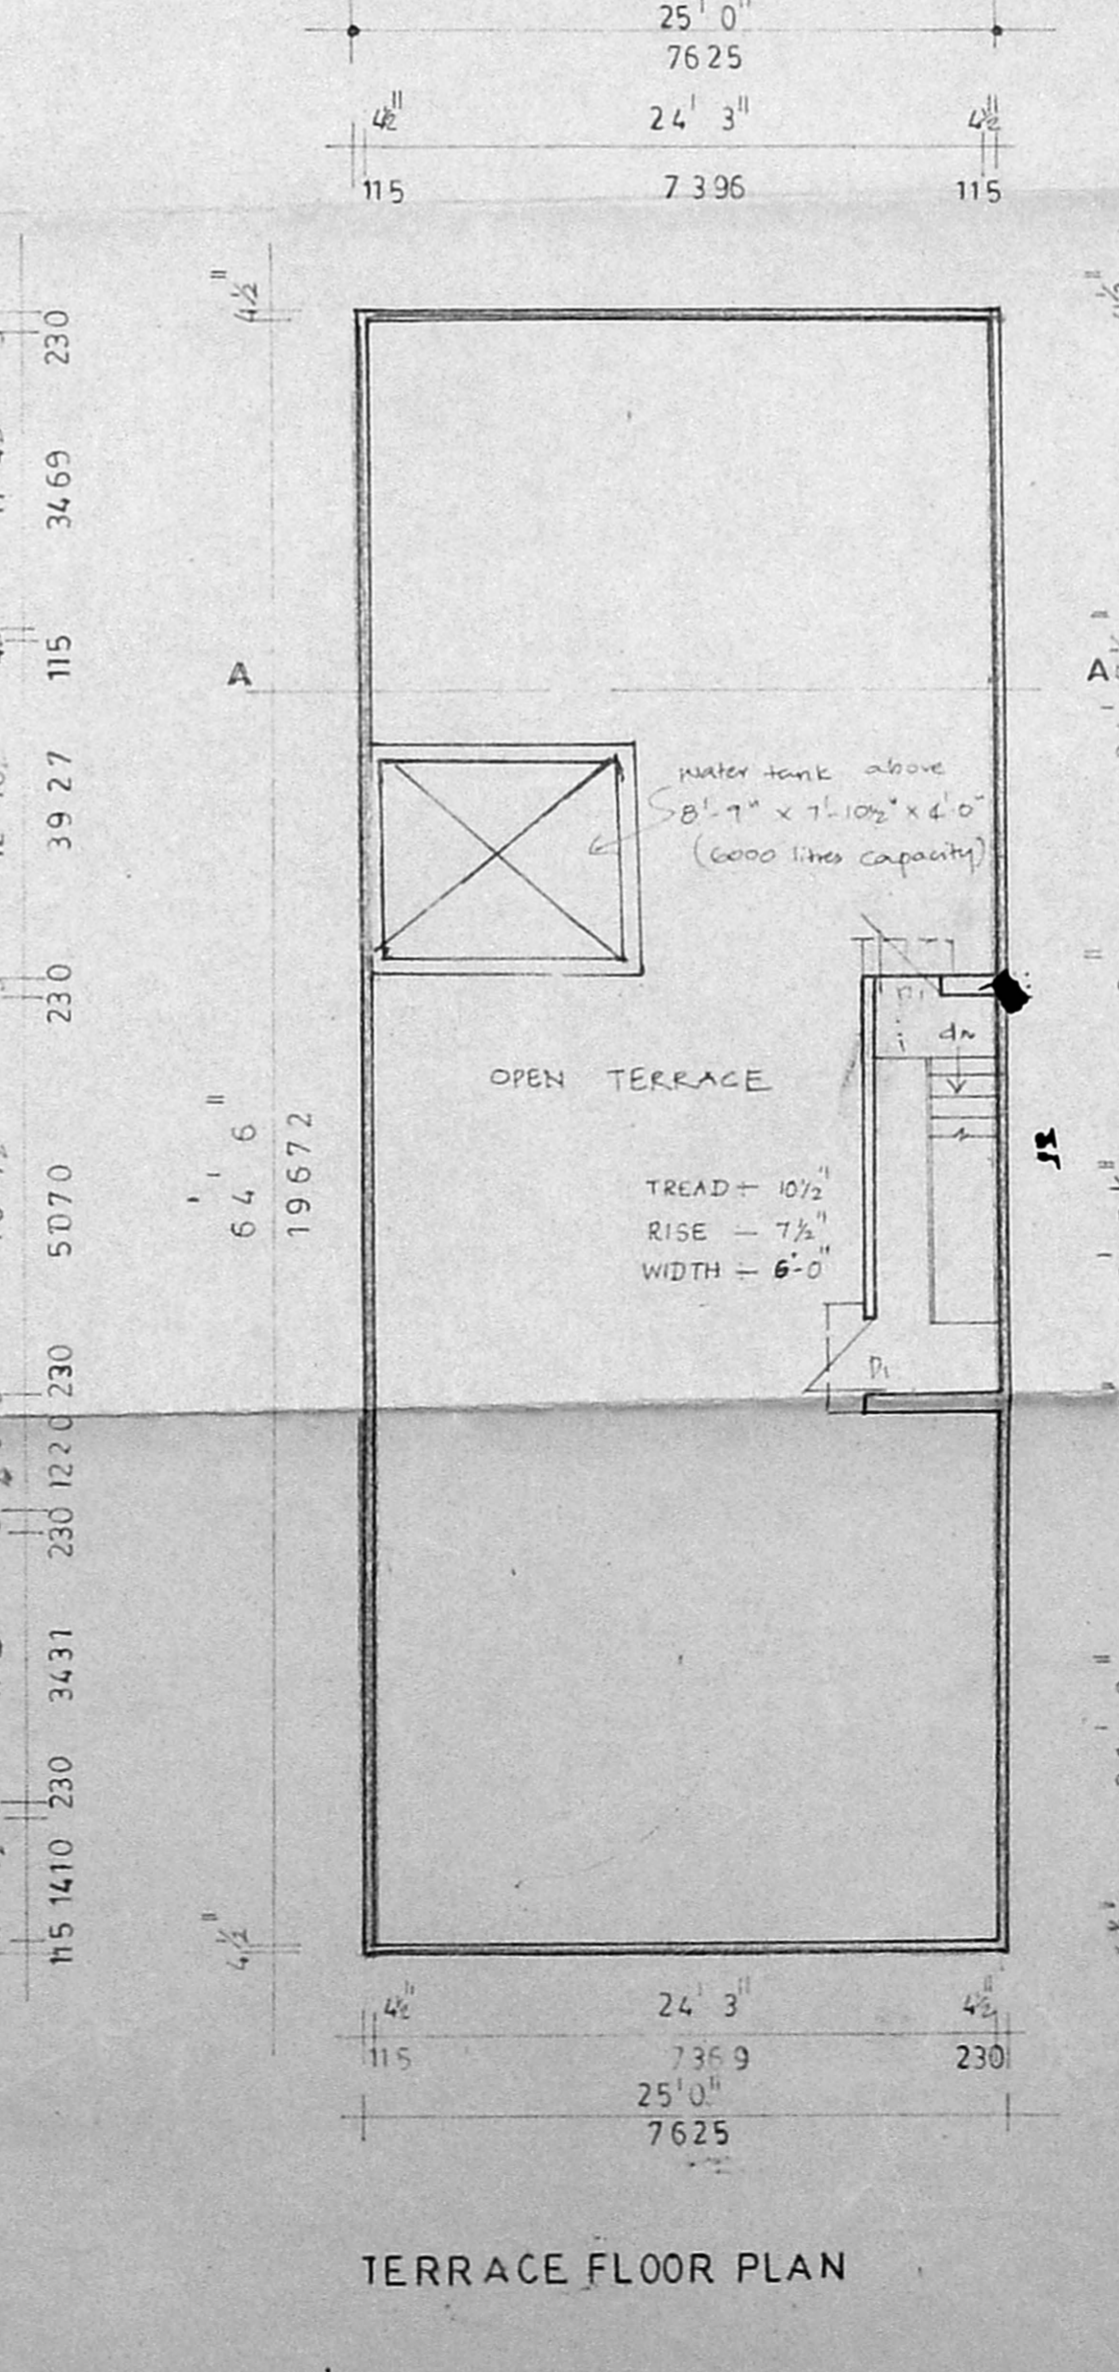 25' 0"
7625
4½" 24' 3" 4½"
115 7396 115
4½"
230
3469
115
A A
3927
water tank above
8'-9" x 7'-10½" x 4'-0"
(6000 litres capacity)
230
D1
dn
OPEN TERRACE
64' 6"
19672
5070
TREAD ÷ 10½"
RISE — 7½"
WIDTH ÷ 6'-0"
230
D1
1220
230
3431
230
1410
115
4½"
4½" 24' 3" 4½"
115 7369 230
25' 0"
7625
TERRACE FLOOR PLAN